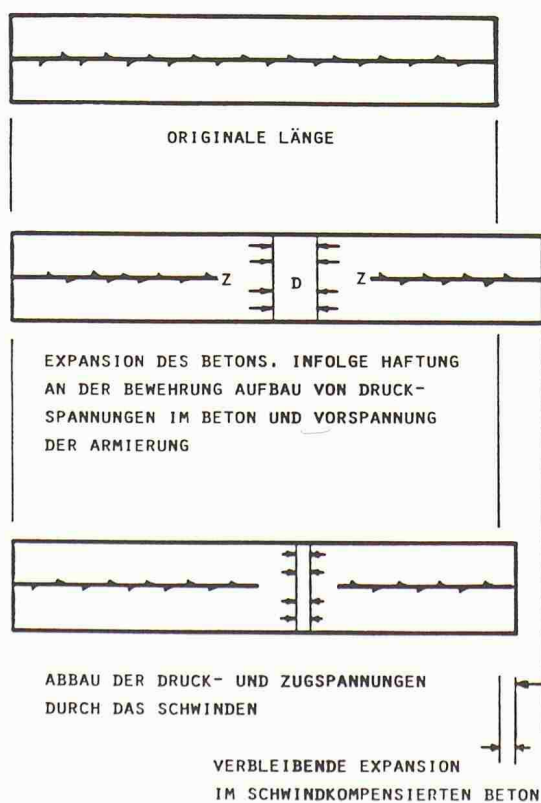 ORIGINALE LÄNGE
Z D Z
EXPANSION DES BETONS. INFOLGE HAFTUNG
AN DER BEWEHRUNG AUFBAU VON DRUCK-
SPANNUNGEN IM BETON UND VORSPANNUNG
DER ARMIERUNG
ABBAU DER DRUCK- UND ZUGSPANNUNGEN
DURCH DAS SCHWINDEN
VERBLEIBENDE EXPANSION
IM SCHWINDKOMPENSIERTEN BETON